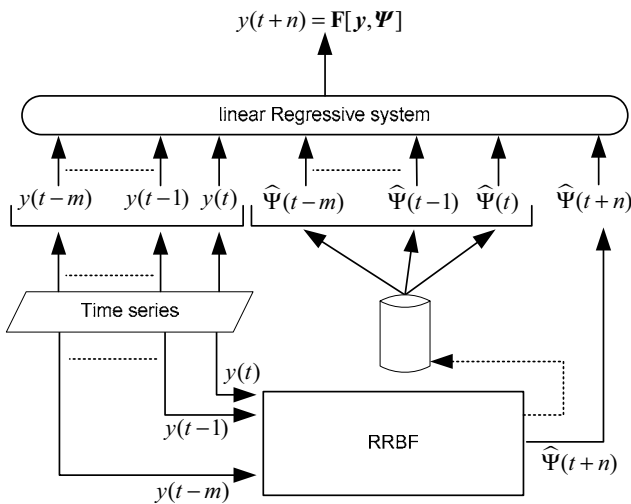 y(t+n) = F[y,Ψ]
linear Regressive system
y(t−m) y(t−1) y(t) Ψ̂(t−m) Ψ̂(t−1) Ψ̂(t) Ψ̂(t+n)
Time series
y(t)
y(t−1)
RRBF
Ψ̂(t+n)
y(t−m)